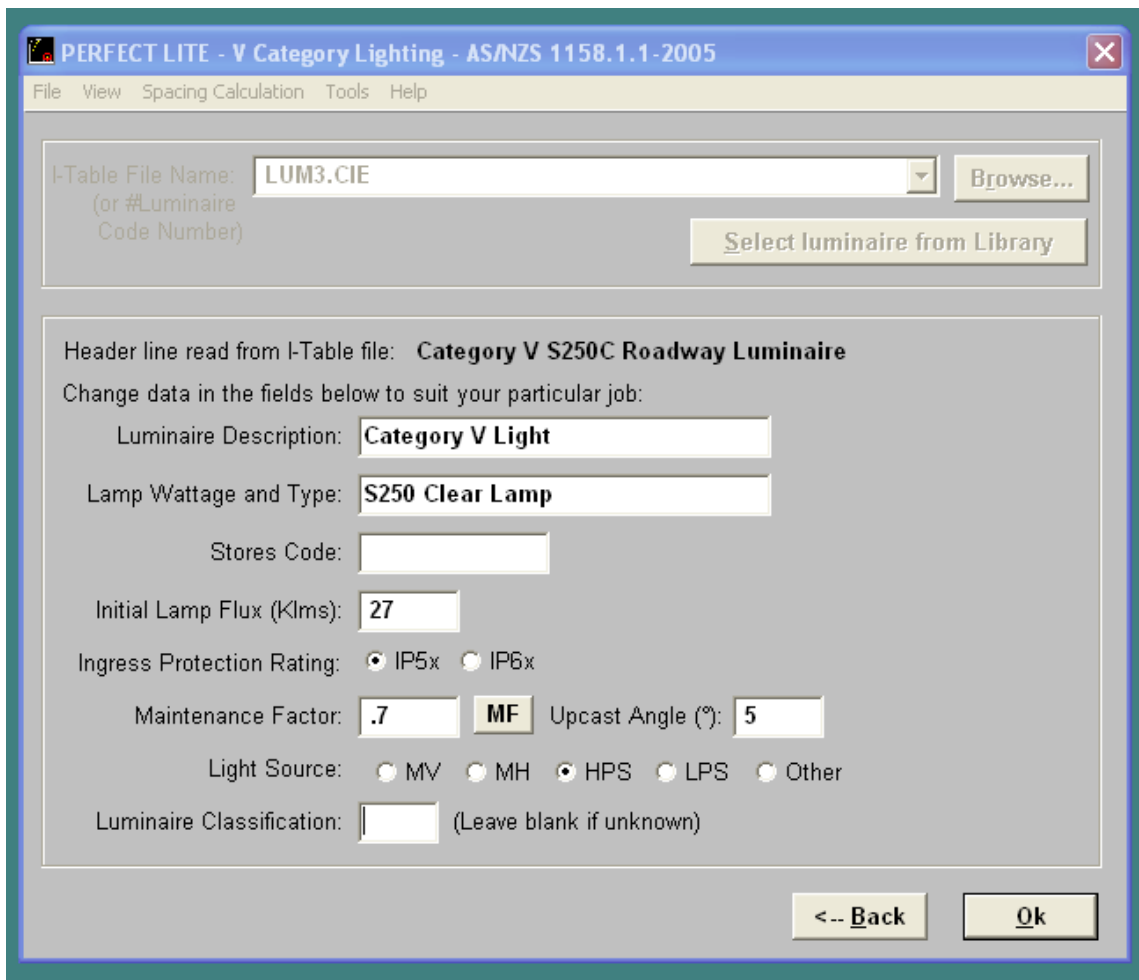 PERFECT LITE - V Category Lighting - AS/NZS 1158.1.1-2005
File View Spacing Calculation Tools Help
I-Table File Name: LUM3.CIE Browse...
(or #Luminaire
Code Number)
Select luminaire from Library
Header line read from I-Table file: Category V S250C Roadway Luminaire
Change data in the fields below to suit your particular job:
Luminaire Description: Category V Light
Lamp Wattage and Type: S250 Clear Lamp
Stores Code:
Initial Lamp Flux (Klms): 27
Ingress Protection Rating: IP5x IP6x
Maintenance Factor: .7 MF Upcast Angle (°): 5
Light Source: MV MH HPS LPS Other
Luminaire Classification: (Leave blank if unknown)
<-- Back Ok